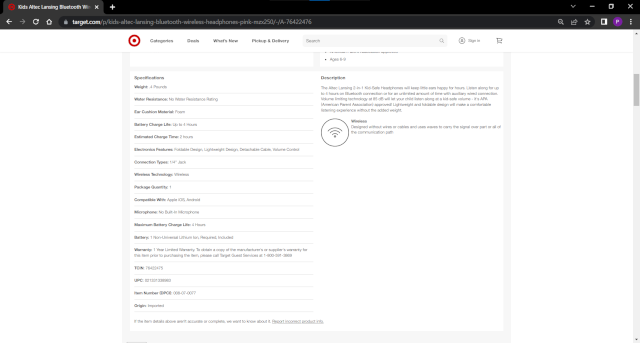 Kids Altec Lansing Bluetooth Wir
target.com/p/kids-altec-lansing-bluetooth-wireless-headphones-pink-mzx250/-/A-76422476
Categories Deals What's New Pickup & Delivery Search Sign in
Ages 6-9
Specifications
Weight: .4 Pounds
Water Resistance: No Water Resistance Rating
Ear Cushion Material: Foam
Battery Charge Life: Up to 4 Hours
Estimated Charge Time: 2 hours
Electronics Features: Foldable Design, Lightweight Design, Detachable Cable, Volume Control
Connection Types: 1/4" Jack
Wireless Technology: Wireless
Package Quantity: 1
Compatible With: Apple iOS, Android
Microphone: No Built-In Microphone
Maximum Battery Charge Life: 4 Hours
Battery: 1 Non-Universal Lithium Ion, Required, Included
Warranty: 1 Year Limited Warranty. To obtain a copy of the manufacturer's or supplier's warranty for
this item prior to purchasing the item, please call Target Guest Services at 1-800-591-3869
TCIN: 76422476
UPC:
Item Number (DPCI):
Origin: Imported
If the item details above aren't accurate or complete, we want to know about it. Report incorrect product info.
Description
The Altec Lansing 2-in-1 Kid Safe Headphones will keep little ears happy for hours. Listen along for up
to 4 hours on Bluetooth connection or for an unlimited amount of time with auxiliary wired connection.
Volume limiting technology at 85 dB will let your child listen along at a kid-safe volume - it's APA
(American Parent Association) approved! Lightweight and foldable design will make a comfortable
listening experience without the added weight.
Wireless
Designed without wires or cables and uses waves to carry the signal over part or all of
the communication path